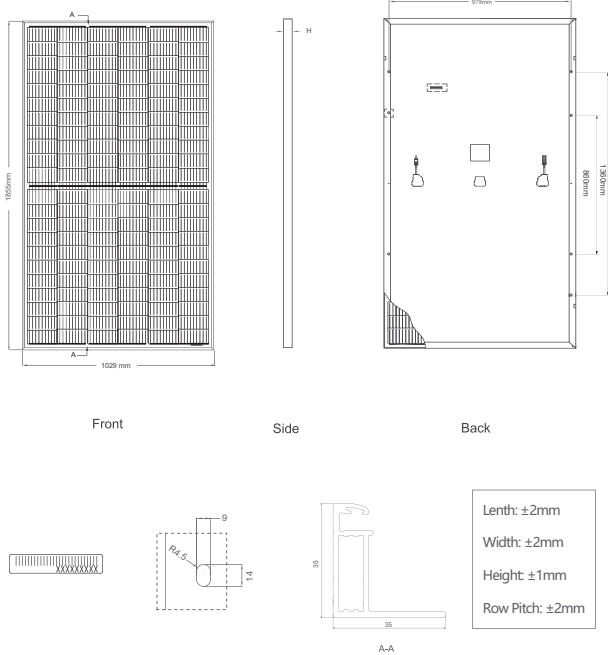 A
979mm
H
1855mm
860mm
1360mm
A
1029 mm
Front
Side
Back
9
R4.5
14
35
35
A-A
Lenth: ±2mm
Width: ±2mm
Height: ±1mm
Row Pitch: ±2mm